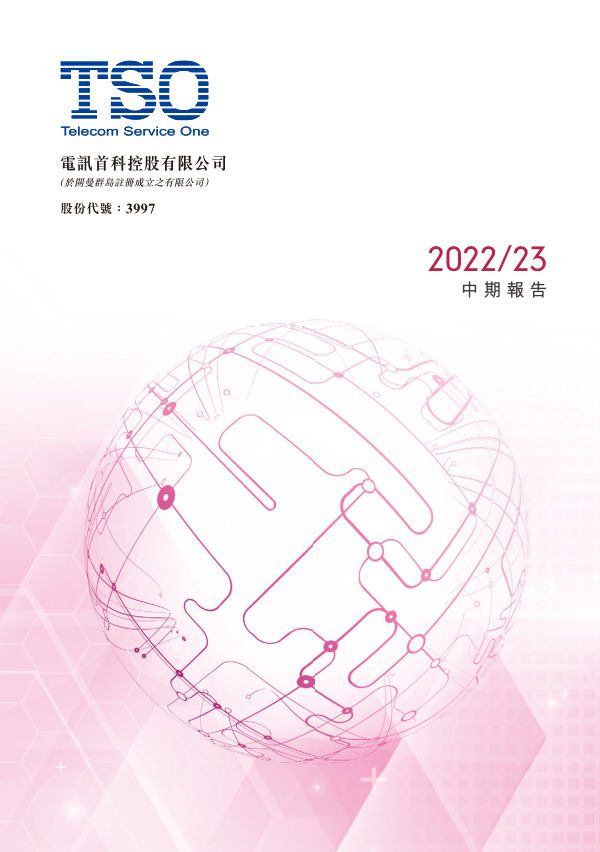 TSO
Telecom Service One
電訊首科控股有限公司
(於開曼群島註冊成立之有限公司)
股份代號：3997
2022/23
中期報告